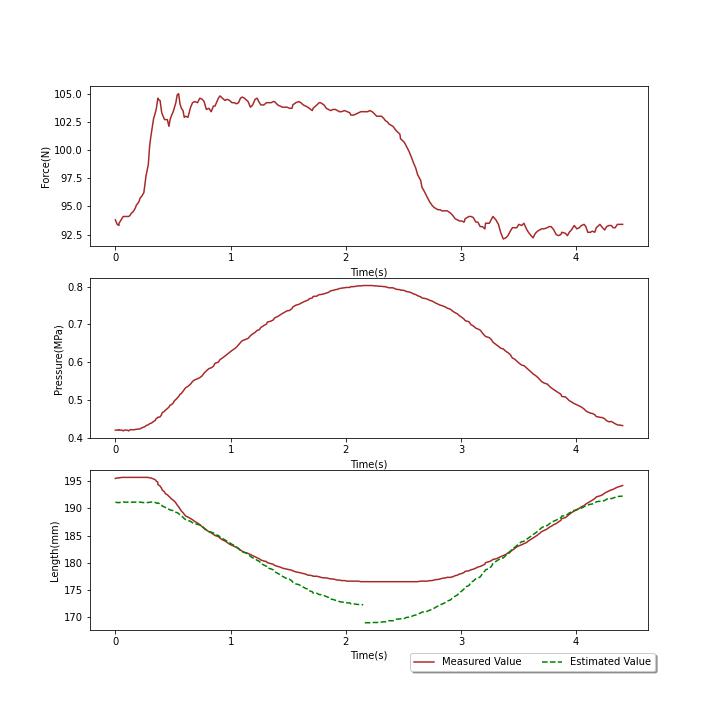 105.0
102.5
100.0
97.5
95.0
92.5
Force(N)
0 1 2 3 4
Time(s)
0.8
0.7
0.6
0.5
0.4
Pressure(MPa)
0 1 2 3 4
Time(s)
195
190
185
180
175
170
Length(mm)
0 1 2 3 4
Time(s)
Measured Value Estimated Value